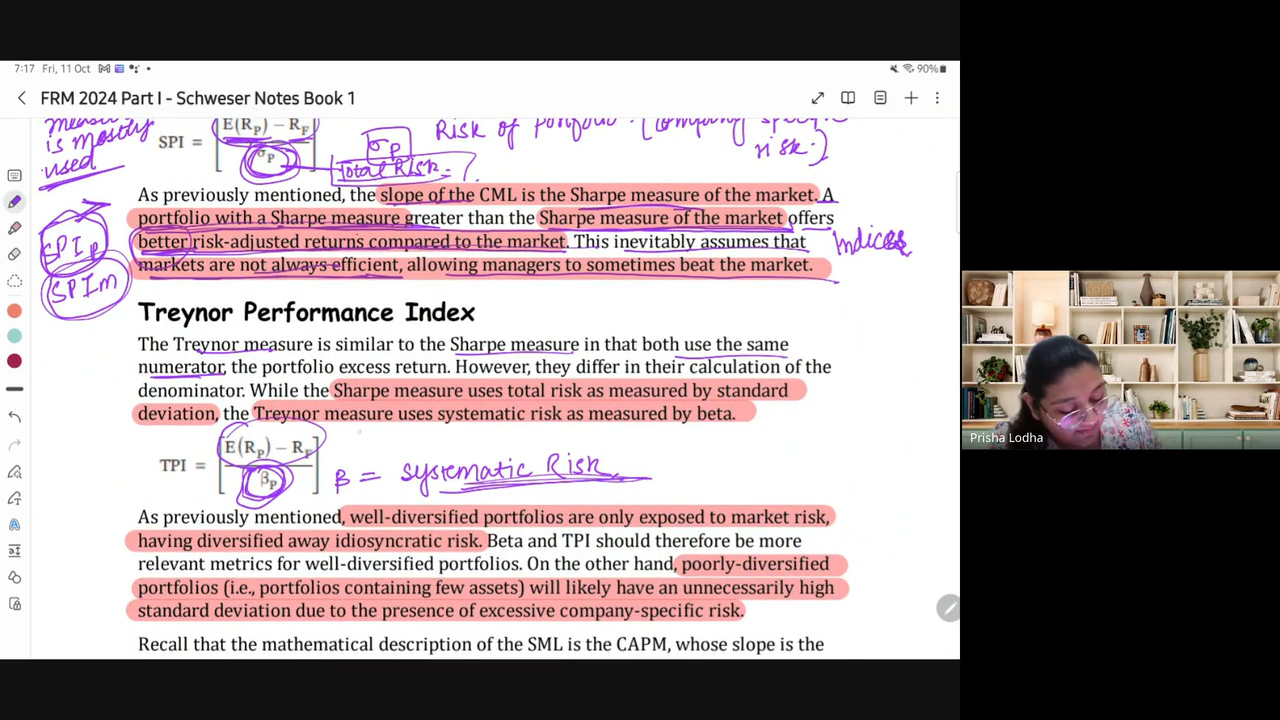 7:17 Fri, 11 Oct
90%
FRM 2024 Part I - Schweser Notes Book 1
measure
is mostly
used
SPI = [E(RP) − RF / σP]
σP
Total Risk = ?
Risk of Portfolio. [Company specific
risk.]
As previously mentioned, the slope of the CML is the Sharpe measure of the market. A
portfolio with a Sharpe measure greater than the Sharpe measure of the market offers
better risk-adjusted returns compared to the market. This inevitably assumes that
markets are not always efficient, allowing managers to sometimes beat the market.
SPIP
SPIm
Indices
Treynor Performance Index
The Treynor measure is similar to the Sharpe measure in that both use the same
numerator, the portfolio excess return. However, they differ in their calculation of the
denominator. While the Sharpe measure uses total risk as measured by standard
deviation, the Treynor measure uses systematic risk as measured by beta.
TPI = [E(RP) − RF / βP]
β = systematic Risk
As previously mentioned, well-diversified portfolios are only exposed to market risk,
having diversified away idiosyncratic risk. Beta and TPI should therefore be more
relevant metrics for well-diversified portfolios. On the other hand, poorly-diversified
portfolios (i.e., portfolios containing few assets) will likely have an unnecessarily high
standard deviation due to the presence of excessive company-specific risk.
Recall that the mathematical description of the SML is the CAPM, whose slope is the
Prisha Lodha